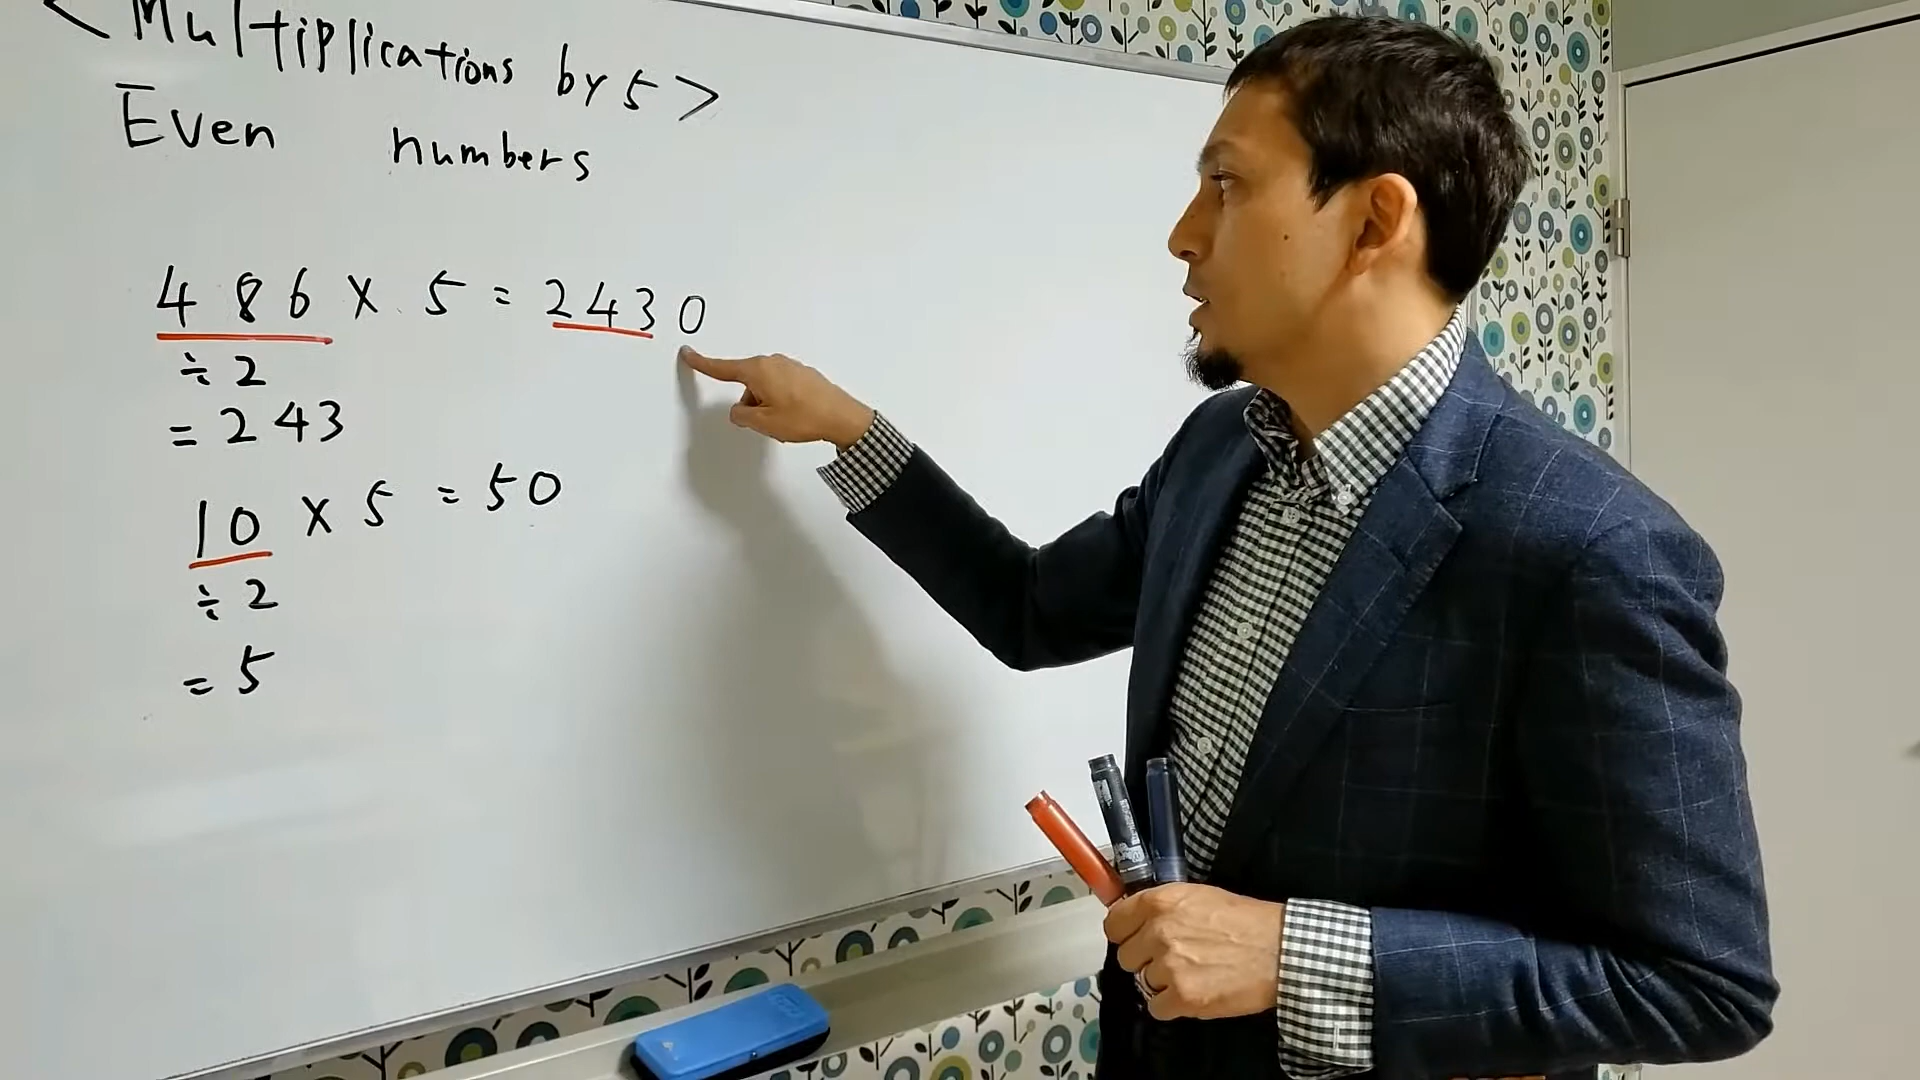 < Multiplications by 5 >
Even numbers
486 x 5 = 2430
÷ 2
= 243
10 x 5 = 50
÷ 2
= 5